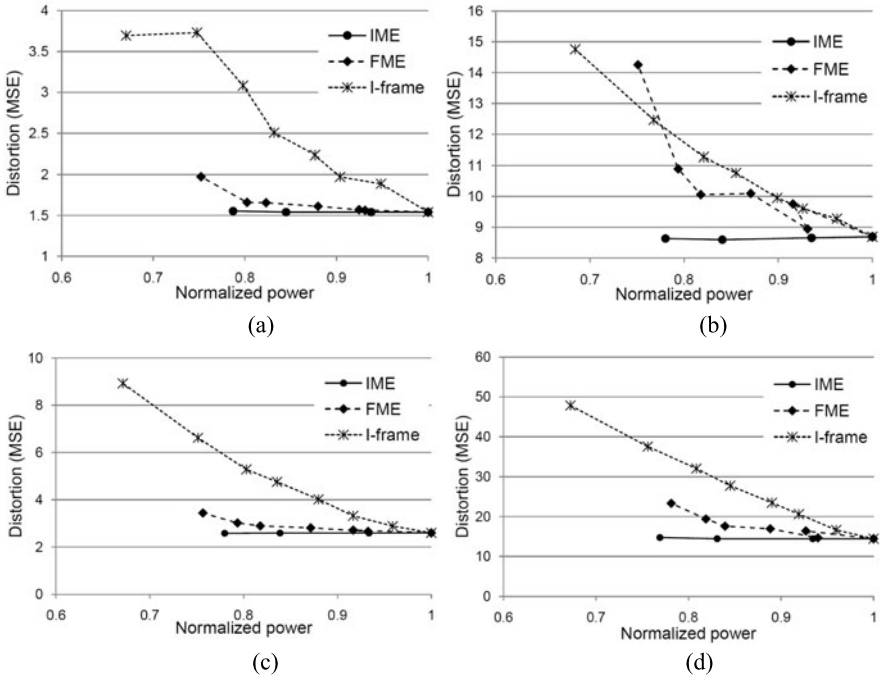 4
3.5
3
2.5
2
1.5
1
0.6
0.7
0.8
0.9
1
Distortion (MSE)
Normalized power
IME
FME
I-frame
(a)
16
15
14
13
12
11
10
9
8
0.6
0.7
0.8
0.9
1
Distortion (MSE)
Normalized power
IME
FME
I-frame
(b)
10
8
6
4
2
0
0.6
0.7
0.8
0.9
1
Distortion (MSE)
Normalized power
IME
FME
I-frame
(c)
60
50
40
30
20
10
0
0.6
0.7
0.8
0.9
1
Distortion (MSE)
Normalized power
IME
FME
I-frame
(d)